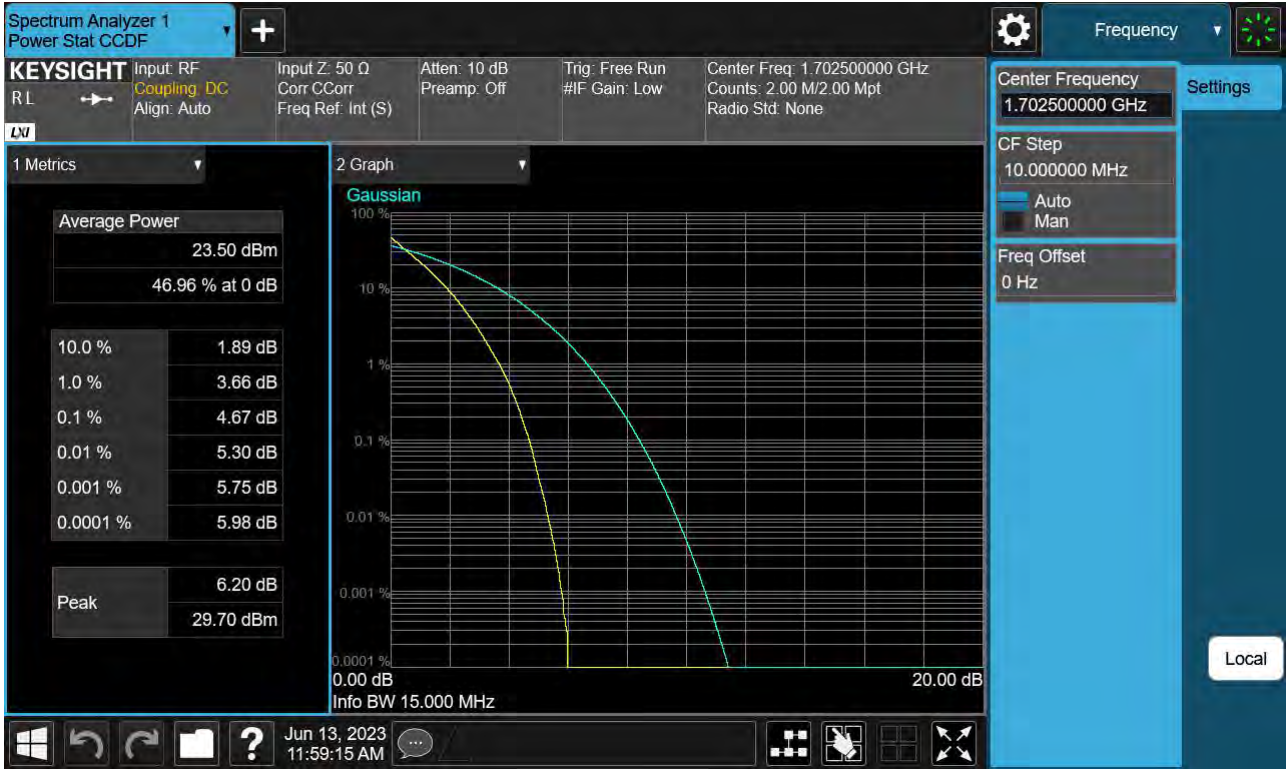 Spectrum Analyzer 1
Power Stat CCDF
Frequency
KEYSIGHT
RL
LXI
Input: RF
Coupling: DC
Align: Auto
Input Z: 50 Ω
Corr CCorr
Freq Ref: Int (S)
Atten: 10 dB
Preamp: Off
Trig: Free Run
#IF Gain: Low
Center Freq: 1.702500000 GHz
Counts: 2.00 M/2.00 Mpt
Radio Std: None
Center Frequency
1.702500000 GHz
Settings
CF Step
10.000000 MHz
Auto
Man
Freq Offset
0 Hz
Local
1 Metrics
Average Power
23.50 dBm
46.96 % at 0 dB
10.0 % 1.89 dB
1.0 % 3.66 dB
0.1 % 4.67 dB
0.01 % 5.30 dB
0.001 % 5.75 dB
0.0001 % 5.98 dB
Peak
6.20 dB
29.70 dBm
2 Graph
Gaussian
100 %
10 %
1 %
0.1 %
0.01 %
0.001 %
0.0001 %
0.00 dB 20.00 dB
Info BW 15.000 MHz
?
Jun 13, 2023
11:59:15 AM